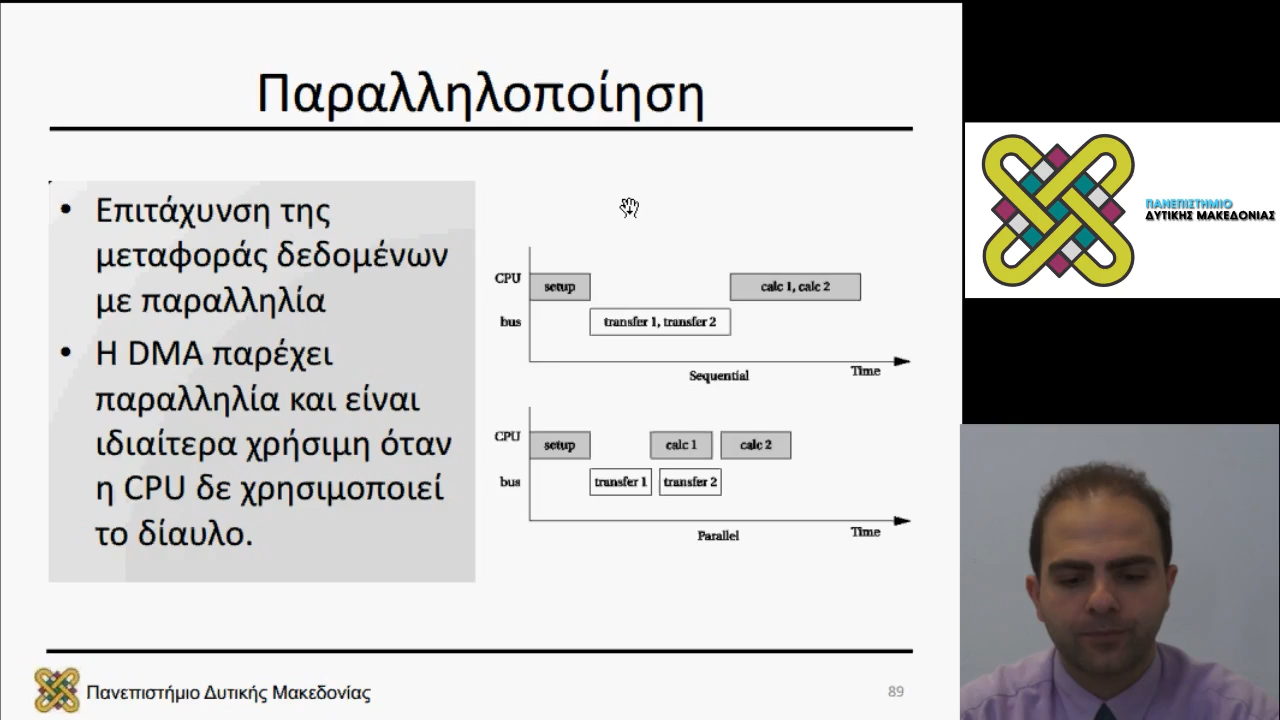 Παραλληλοποίηση
• Επιτάχυνση της
μεταφοράς δεδομένων
με παραλληλία
• Η DMA παρέχει
παραλληλία και είναι
ιδιαίτερα χρήσιμη όταν
η CPU δε χρησιμοποιεί
το δίαυλο.
CPU setup calc 1, calc 2
bus transfer 1, transfer 2
Sequential Time
CPU setup calc 1 calc 2
bus transfer 1 transfer 2
Parallel Time
Πανεπιστήμιο Δυτικής Μακεδονίας
89
ΠΑΝΕΠΙΣΤΗΜΙΟ
ΔΥΤΙΚΗΣ ΜΑΚΕΔΟΝΙΑΣ